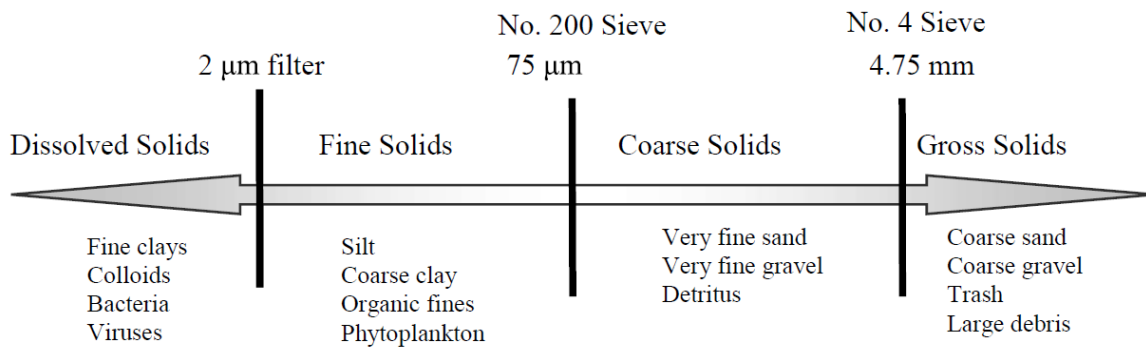 No. 200 Sieve
No. 4 Sieve
2 μm filter
75 μm
4.75 mm
Dissolved Solids
Fine Solids
Coarse Solids
Gross Solids
Fine clays
Colloids
Bacteria
Viruses
Silt
Coarse clay
Organic fines
Phytoplankton
Very fine sand
Very fine gravel
Detritus
Coarse sand
Coarse gravel
Trash
Large debris